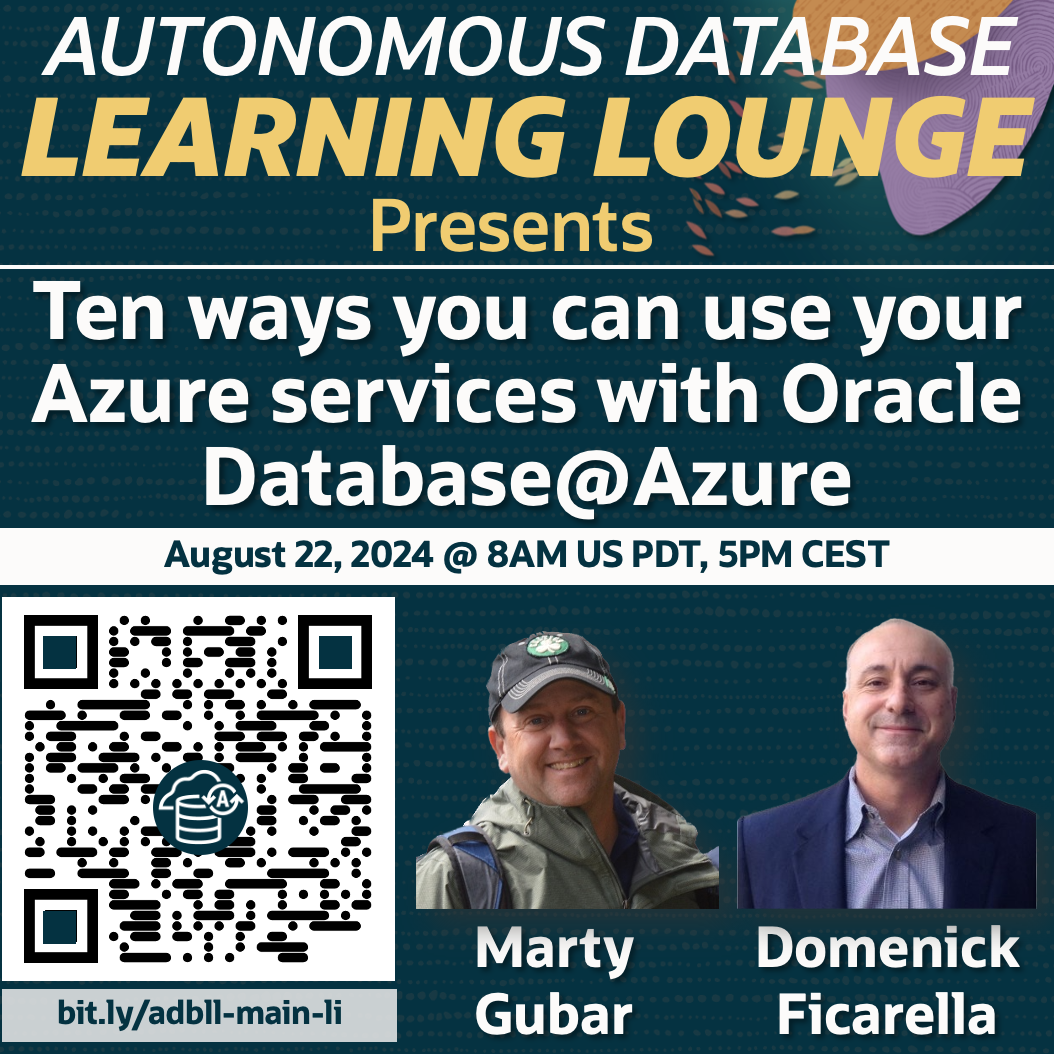 AUTONOMOUS DATABASE
LEARNING LOUNGE
Presents
Ten ways you can use your
Azure services with Oracle
Database@Azure
August 22, 2024 @ 8AM US PDT, 5PM CEST
A
bit.ly/adbll-main-li
Marty
Gubar
Domenick
Ficarella